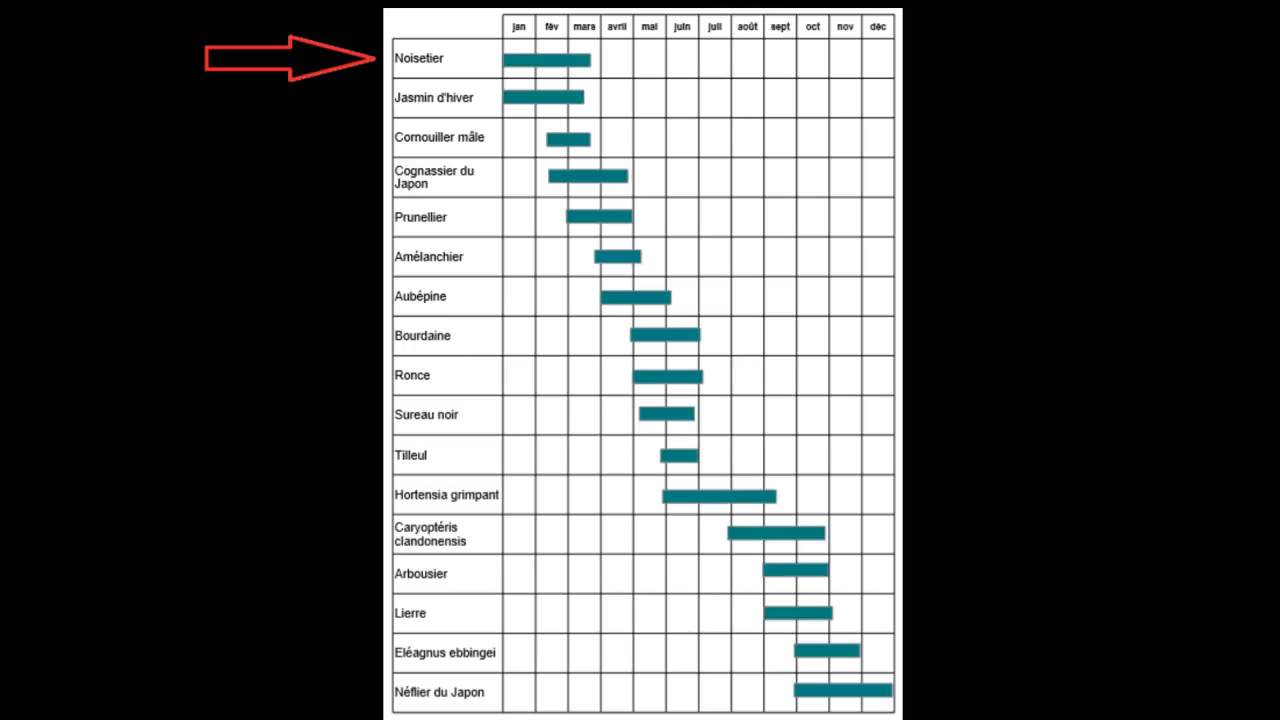 jan fév mars avril mai juin juil août sept oct nov déc
Noisetier
Jasmin d'hiver
Cornouiller mâle
Cognassier du
Japon
Prunellier
Amélanchier
Aubépine
Bourdaine
Ronce
Sureau noir
Tilleul
Hortensia grimpant
Caryoptéris
clandonensis
Arbousier
Lierre
Eléagnus ebbingei
Néflier du Japon